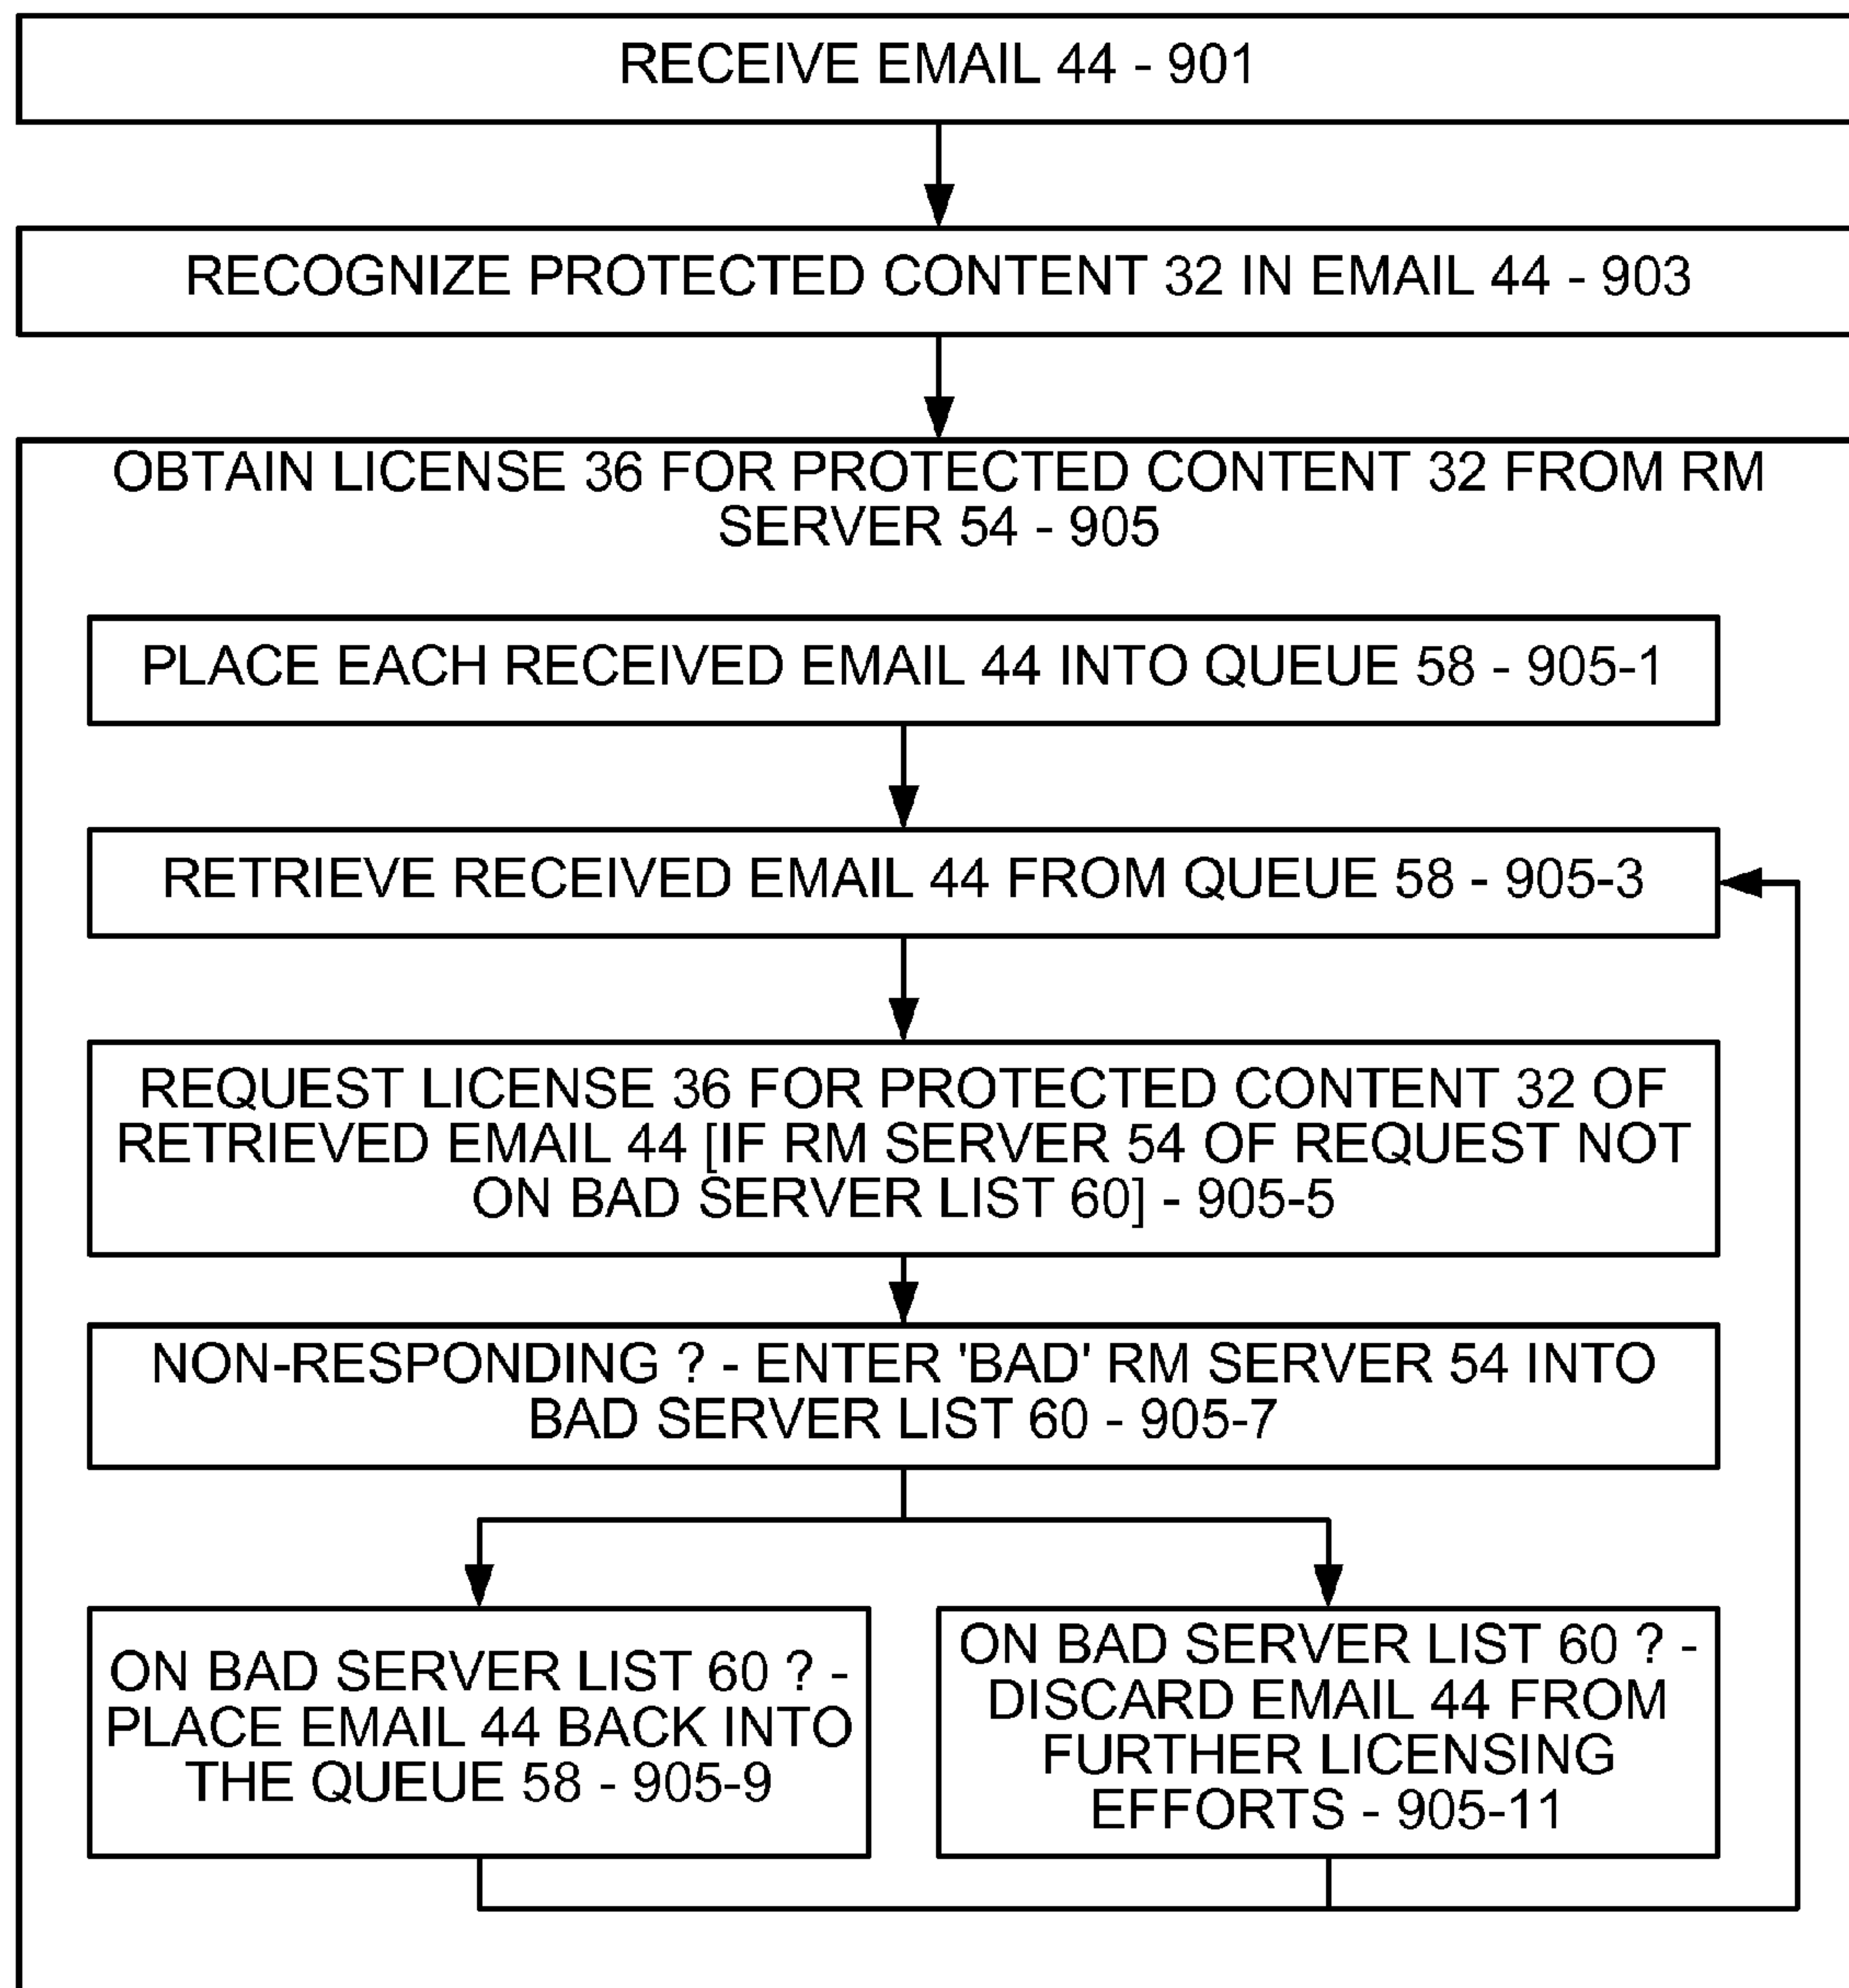 RECEIVE EMAIL 44 - 901
RECOGNIZE PROTECTED CONTENT 32 IN EMAIL 44 - 903
OBTAIN LICENSE 36 FOR PROTECTED CONTENT 32 FROM RM
SERVER 54 - 905
PLACE EACH RECEIVED EMAIL 44 INTO QUEUE 58 - 905-1
RETRIEVE RECEIVED EMAIL 44 FROM QUEUE 58 - 905-3
REQUEST LICENSE 36 FOR PROTECTED CONTENT 32 OF
RETRIEVED EMAIL 44 [IF RM SERVER 54 OF REQUEST NOT
ON BAD SERVER LIST 60] - 905-5
NON-RESPONDING ? - ENTER 'BAD' RM SERVER 54 INTO
BAD SERVER LIST 60 - 905-7
ON BAD SERVER LIST 60 ? -
PLACE EMAIL 44 BACK INTO
THE QUEUE 58 - 905-9
ON BAD SERVER LIST 60 ? -
DISCARD EMAIL 44 FROM
FURTHER LICENSING
EFFORTS - 905-11